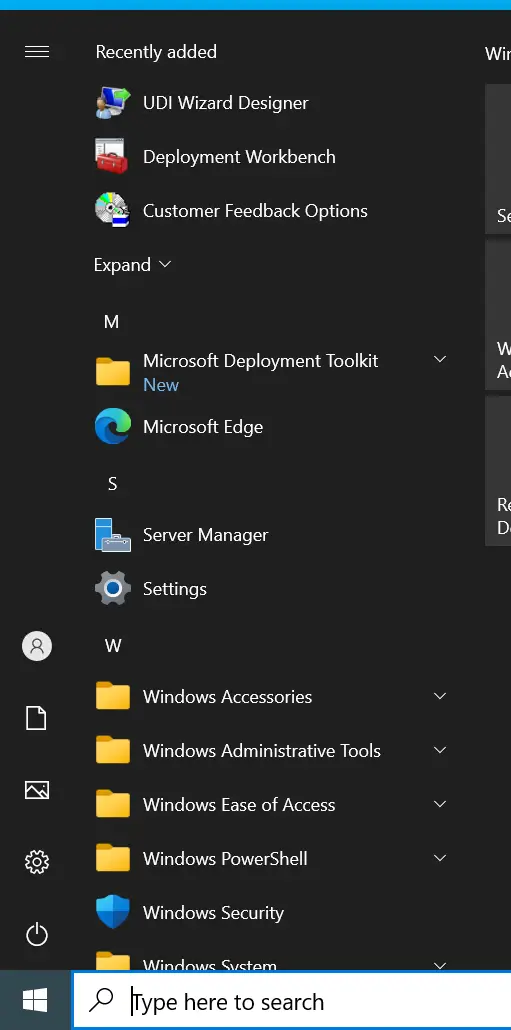 Recently added
UDI Wizard Designer
Deployment Workbench
Customer Feedback Options
Expand
M
Microsoft Deployment Toolkit
New
Microsoft Edge
S
Server Manager
Settings
W
Windows Accessories
Windows Administrative Tools
Windows Ease of Access
Windows PowerShell
Windows Security
Windows System
Type here to search